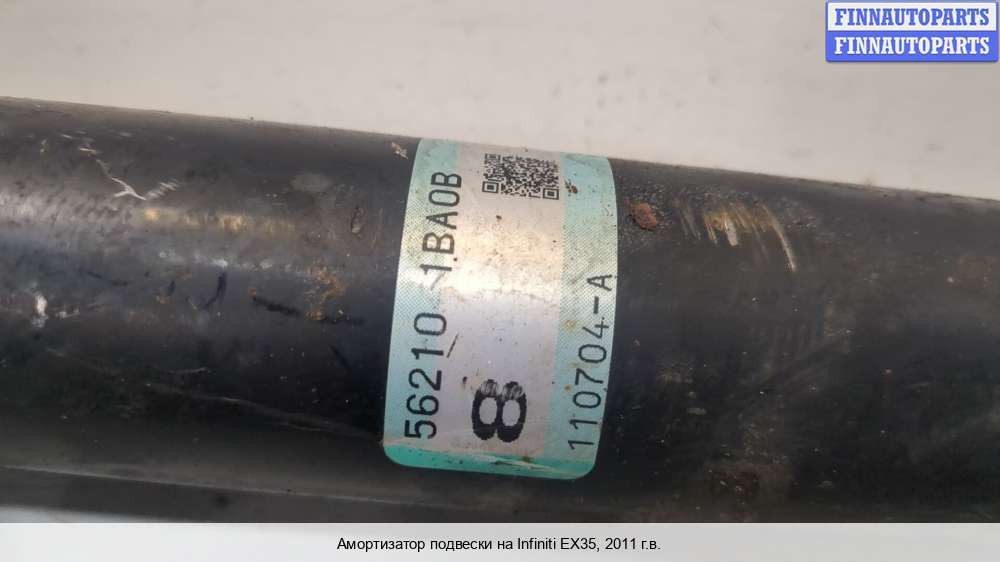 FINNAUTOPARTS
FINNAUTOPARTS
56210 1BA0B
8
110704-A
Амортизатор подвески на Infiniti EX35, 2011 г.в.